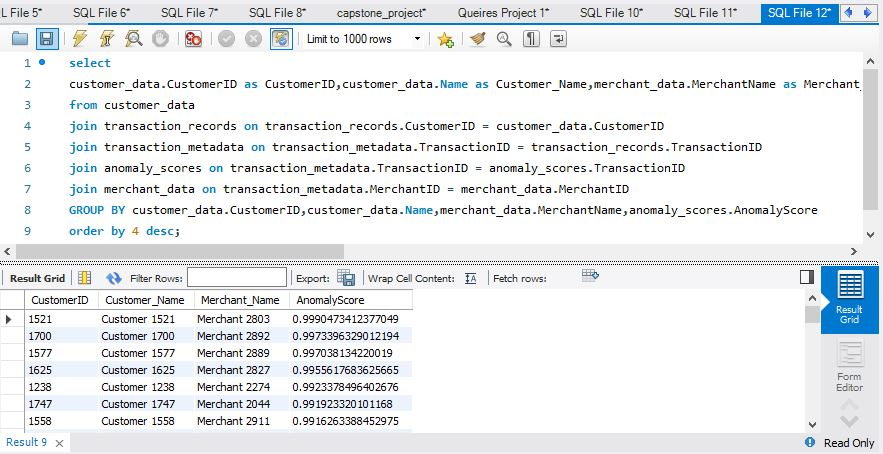 L File 5* SQL File 6* SQL File 7* SQL File 8* capstone_project* Queires Project 1* SQL File 10* SQL File 11* SQL File 12*
Limit to 1000 rows
1 select
2 customer_data.CustomerID as CustomerID,customer_data.Name as Customer_Name,merchant_data.MerchantName as Merchant_
3 from customer_data
4 join transaction_records on transaction_records.CustomerID = customer_data.CustomerID
5 join transaction_metadata on transaction_metadata.TransactionID = transaction_records.TransactionID
6 join anomaly_scores on transaction_metadata.TransactionID = anomaly_scores.TransactionID
7 join merchant_data on transaction_metadata.MerchantID = merchant_data.MerchantID
8 GROUP BY customer_data.CustomerID,customer_data.Name,merchant_data.MerchantName,anomaly_scores.AnomalyScore
9 order by 4 desc;
Result Grid Filter Rows: Export: Wrap Cell Content: Fetch rows:
CustomerID Customer_Name Merchant_Name AnomalyScore
1521 Customer 1521 Merchant 2803 0.9990473412377049
1700 Customer 1700 Merchant 2892 0.9973396329012194
1577 Customer 1577 Merchant 2889 0.997038134220019
1625 Customer 1625 Merchant 2827 0.9955617683625665
1238 Customer 1238 Merchant 2274 0.9923378496402676
1747 Customer 1747 Merchant 2044 0.991923320101168
1558 Customer 1558 Merchant 2911 0.9916263388452975
Result
Grid
Form
Editor
Result 9 Read Only